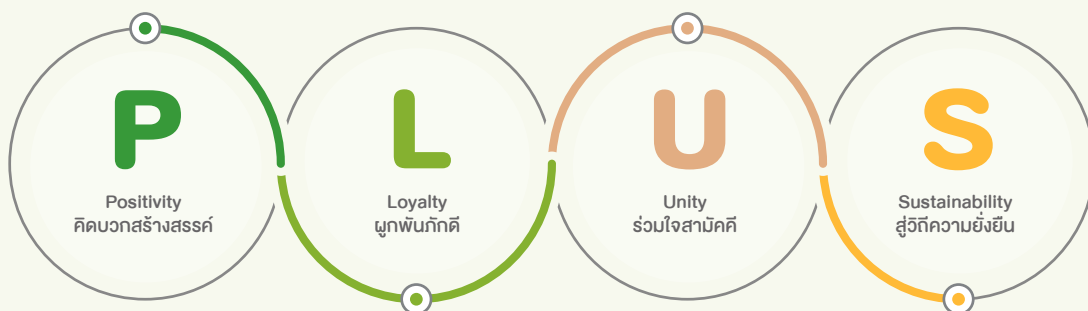 P
Positivity
คิดบวกสร้างสรรค์
L
Loyalty
ผูกพันภักดี
U
Unity
ร่วมใจสามัคคี
S
Sustainability
สู่วิถีความยั่งยืน